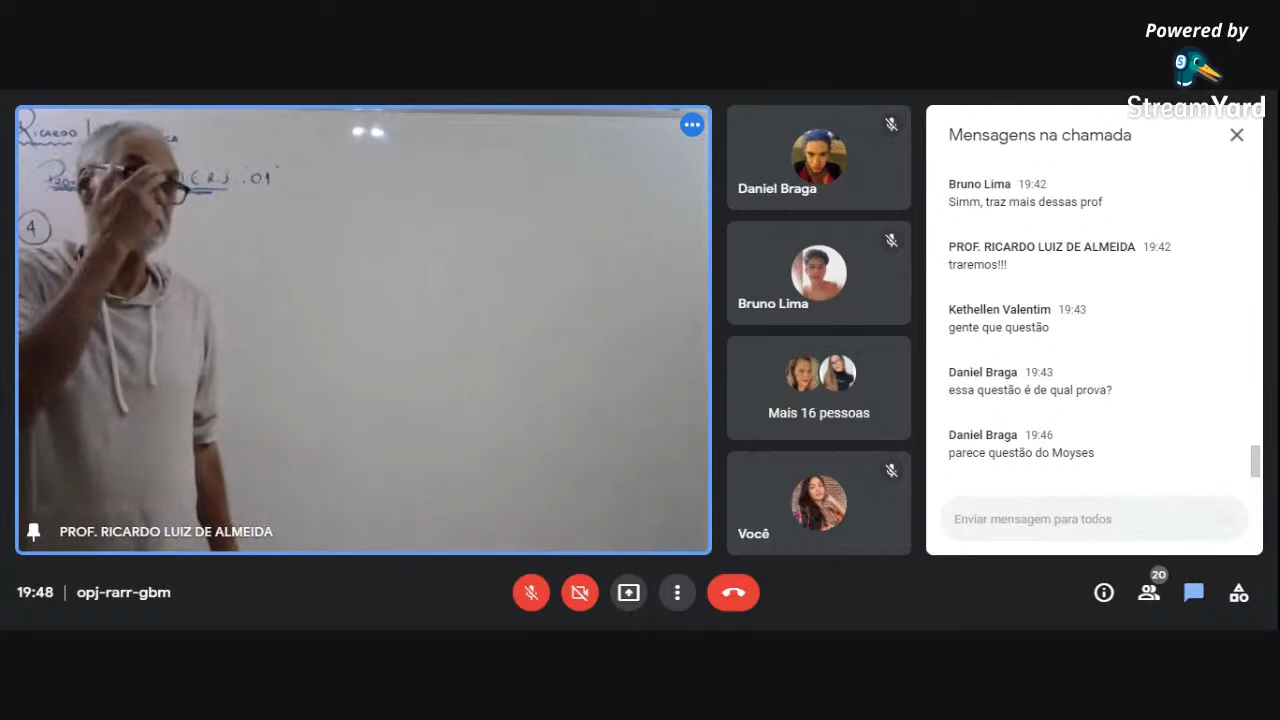 Powered by
StreamYard
Ricardo L
4
PROF. RICARDO LUIZ DE ALMEIDA
Daniel Braga
Bruno Lima
Mais 16 pessoas
Você
Mensagens na chamada
Bruno Lima 19:42
Simm, traz mais dessas prof
PROF. RICARDO LUIZ DE ALMEIDA 19:42
traremos!!!
Kethellen Valentim 19:43
gente que questão
Daniel Braga 19:43
essa questão é de qual prova?
Daniel Braga 19:46
parece questão do Moyses
Enviar mensagem para todos
19:48 | opj-rarr-gbm
20